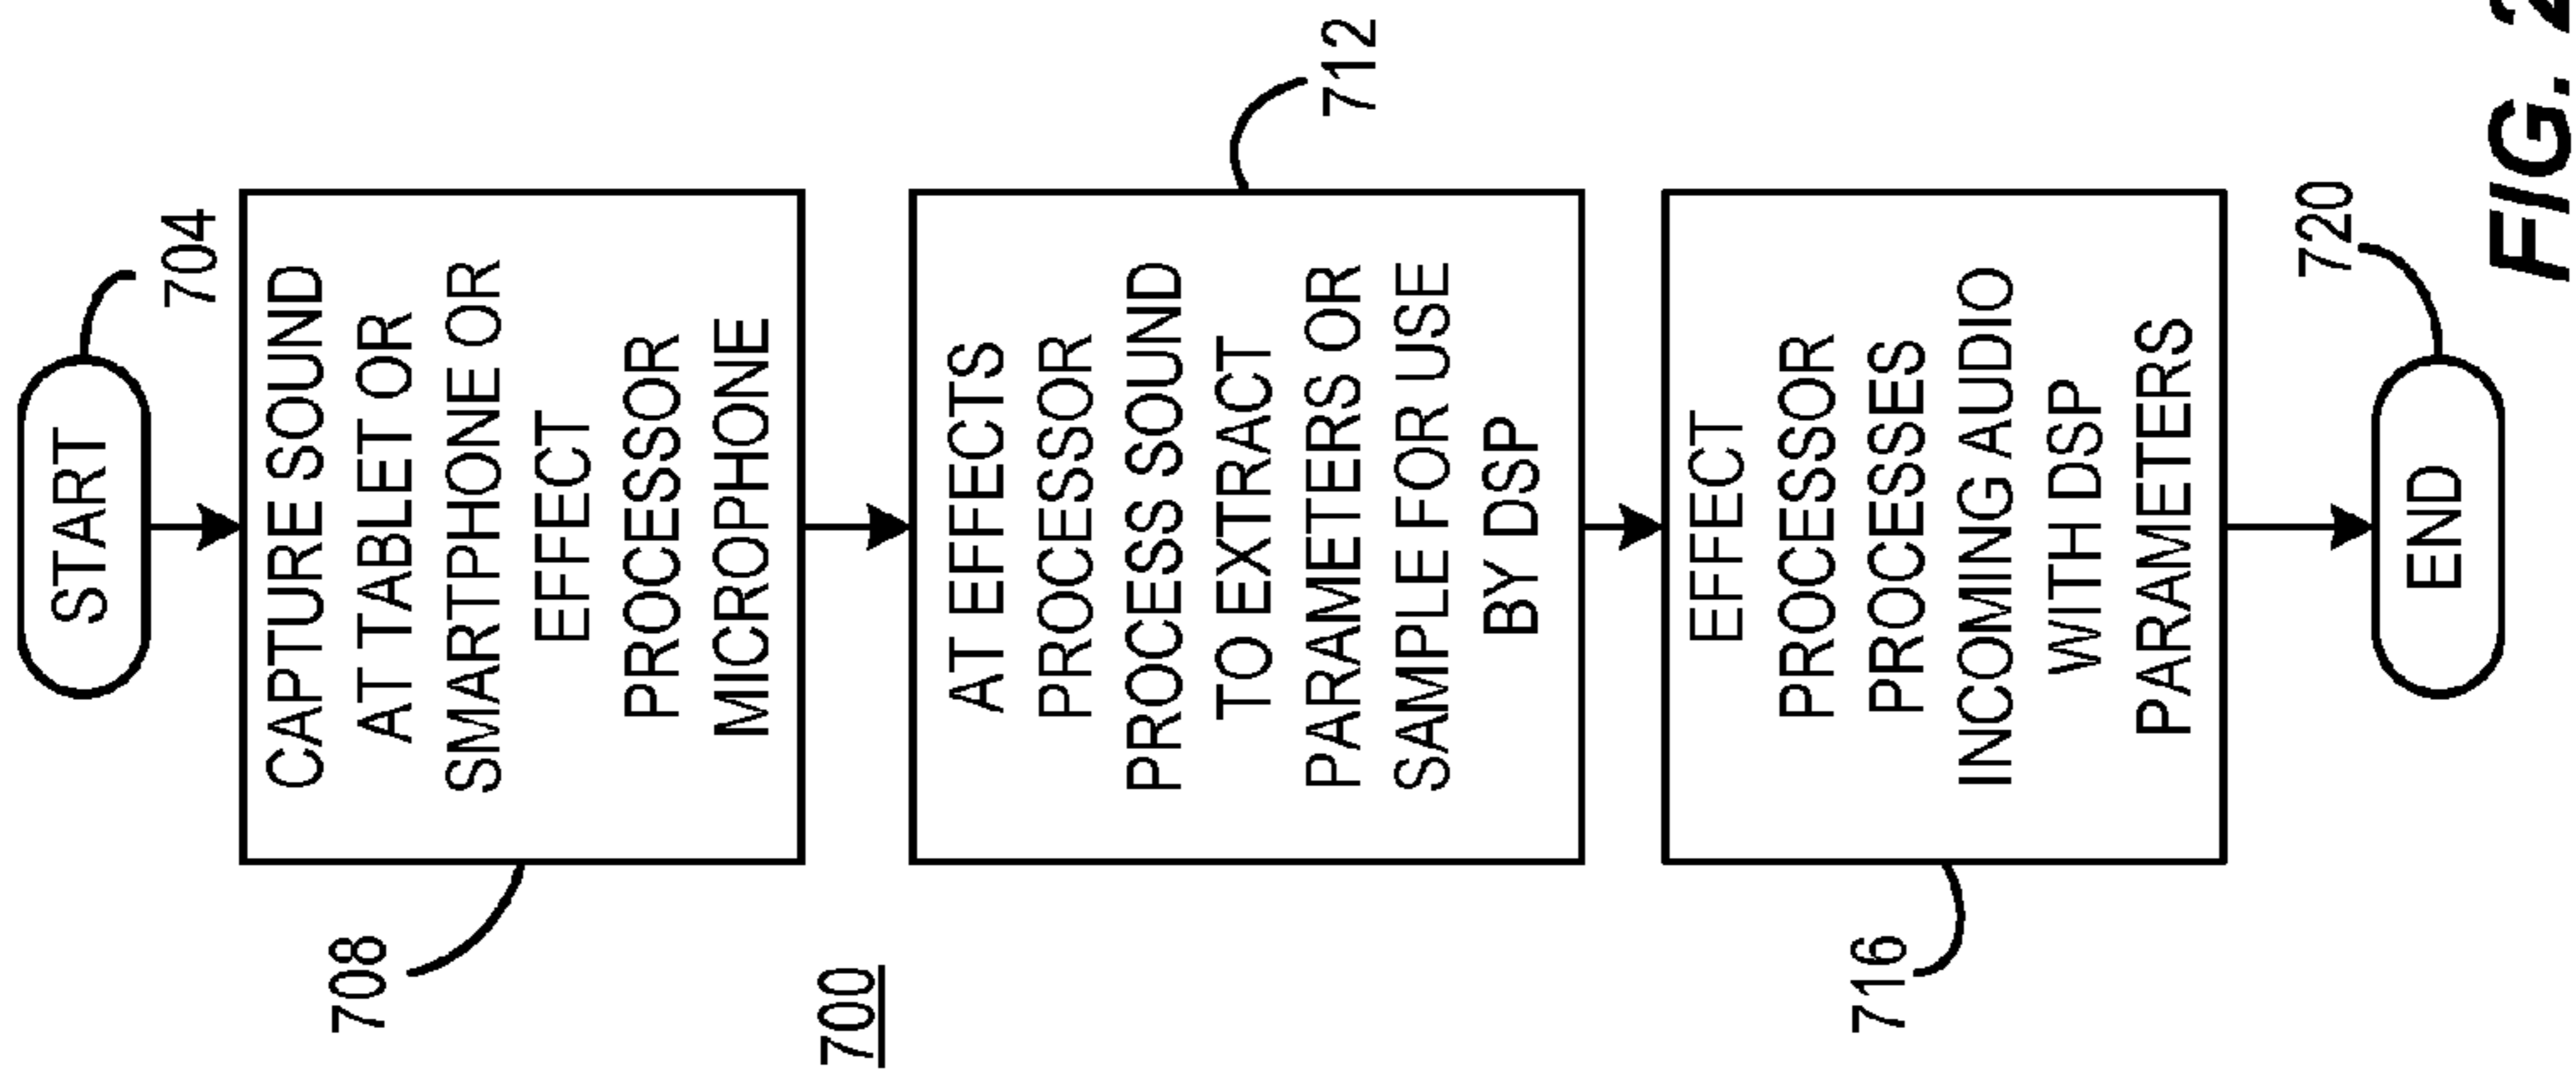 START
704
CAPTURE SOUND
AT TABLET OR
SMARTPHONE OR
EFFECT
PROCESSOR
MICROPHONE
708
700
AT EFFECTS
PROCESSOR
PROCESS SOUND
TO EXTRACT
PARAMETERS OR
SAMPLE FOR USE
BY DSP
712
EFFECT
PROCESSOR
PROCESSES
INCOMING AUDIO
WITH DSP
PARAMETERS
716
END
720
FIG.